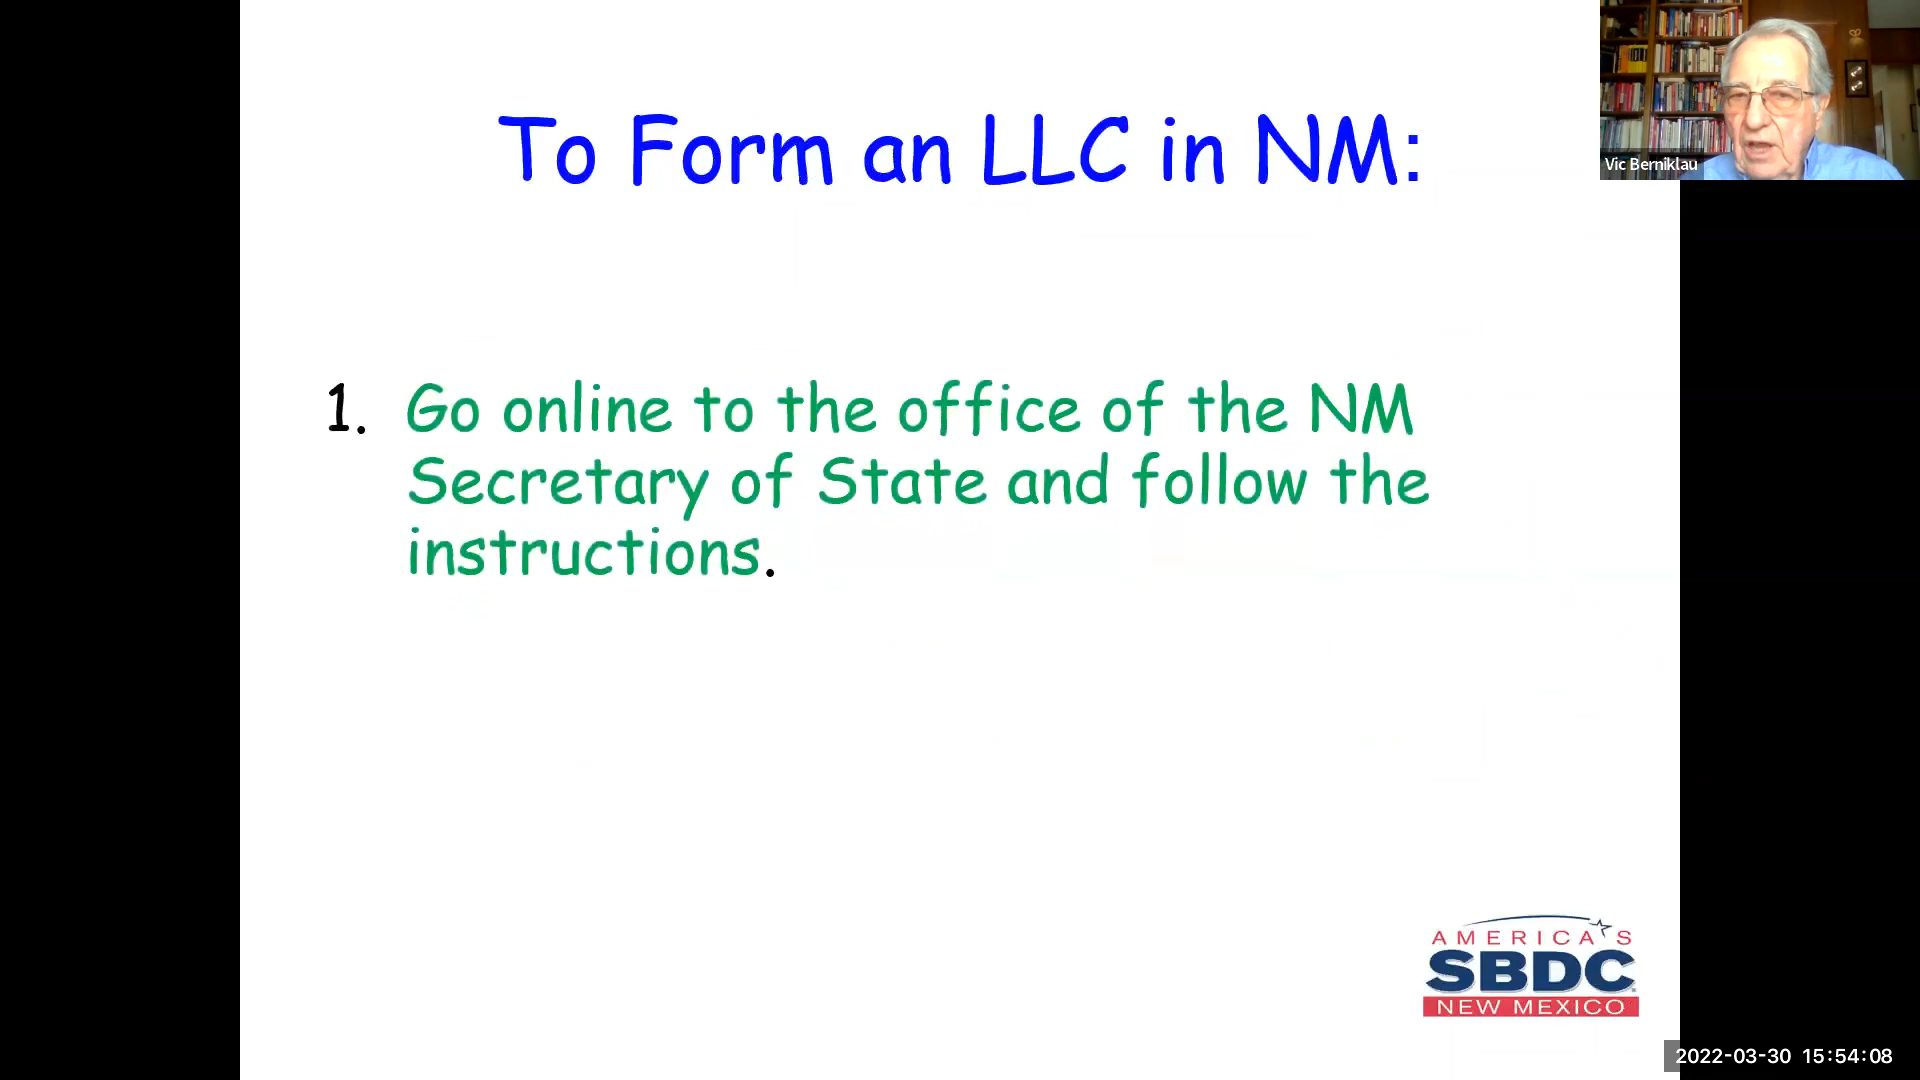 To Form an LLC in NM:
Vic Berniklau
1. Go online to the office of the NM
Secretary of State and follow the
instructions.
AMERICA'S
SBDC
NEW MEXICO
2022-03-30 15:54:08